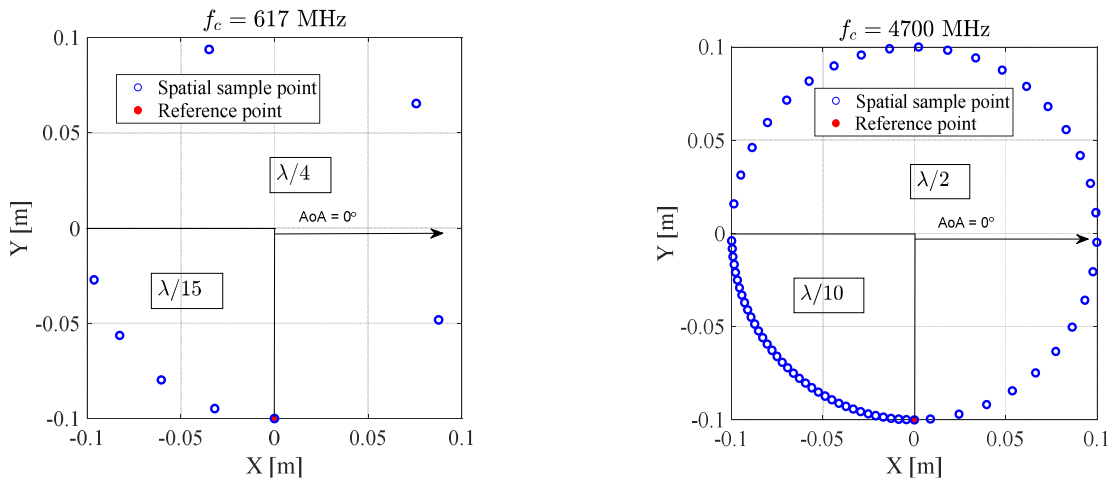 f_c = 617 MHz
0.1
0.05
0
-0.05
-0.1
Y [m]
Spatial sample point
Reference point
λ/4
AoA = 0°
λ/15
-0.1
-0.05
0
0.05
0.1
X [m]
f_c = 4700 MHz
0.1
0.05
0
-0.05
-0.1
Y [m]
Spatial sample point
Reference point
λ/2
AoA = 0°
λ/10
-0.1
-0.05
0
0.05
0.1
X [m]